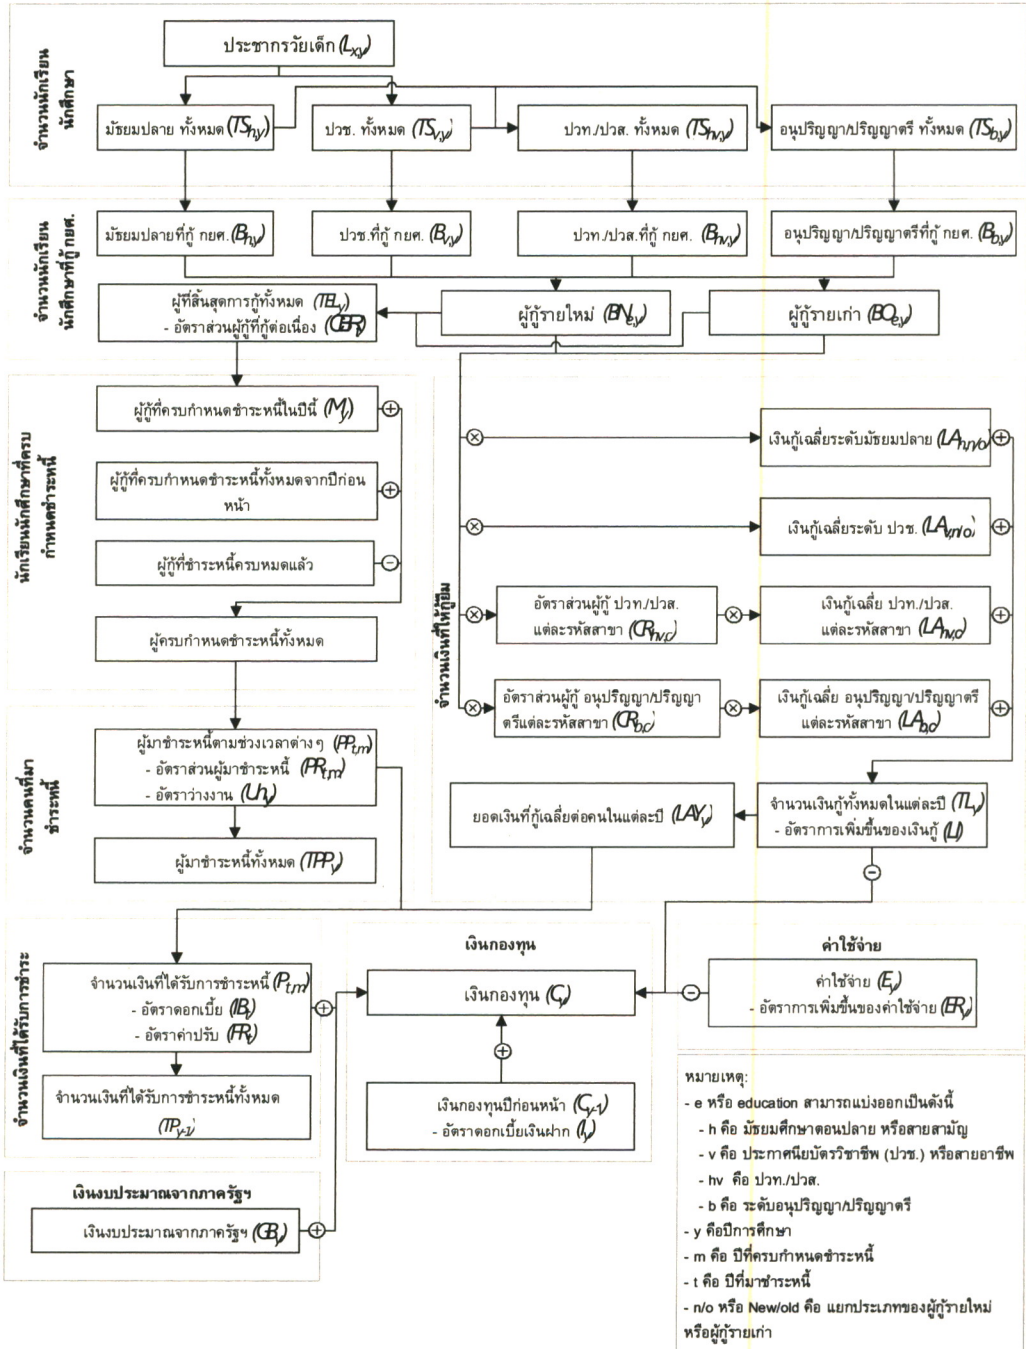 จำนวนนักเรียน
นักศึกษา
ประชากรวัยเด็ก (Lx,y)
มัธยมปลาย ทั้งหมด (TSh,y)
ปวช. ทั้งหมด (TSv,y)
ปวท./ปวส. ทั้งหมด (TShv,y)
อนุปริญญา/ปริญญาตรี ทั้งหมด (TSb,y)
จำนวนนักเรียน
นักศึกษาที่กู้ กยศ.
มัธยมปลายที่กู้ กยศ. (Bh,y)
ปวช.ที่กู้ กยศ. (Bv,y)
ปวท./ปวส.ที่กู้ กยศ. (Bhv,y)
อนุปริญญา/ปริญญาตรีที่กู้ กยศ. (Bb,y)
ผู้ที่สิ้นสุดการกู้ทั้งหมด (TELy)
- อัตราส่วนผู้กู้ที่กู้ต่อเนื่อง
ผู้กู้รายใหม่ (BNe,y)
ผู้กู้รายเก่า (BOe,y)
นักเรียนนักศึกษาที่ครบ
กำหนดชำระหนี้
ผู้กู้ที่ครบกำหนดชำระหนี้ในปีนี้ (My)
ผู้กู้ที่ครบกำหนดชำระหนี้ทั้งหมดจากปีก่อน
หน้า
ผู้กู้ที่ชำระหนี้ครบหมดแล้ว
ผู้ครบกำหนดชำระหนี้ทั้งหมด
จำนวนเงินที่ให้กู้ยืม
เงินกู้เฉลี่ยระดับมัธยมปลาย (LAh,n/o)
เงินกู้เฉลี่ยระดับ ปวช. (LAv,n/o)
อัตราส่วนผู้กู้ ปวท./ปวส.
แต่ละรหัสสาขา (CRhv,c)
เงินกู้เฉลี่ย ปวท./ปวส.
แต่ละรหัสสาขา (LAhv,c)
อัตราส่วนผู้กู้ อนุปริญญา/ปริญญา
ตรีแต่ละรหัสสาขา (CRb,c)
เงินกู้เฉลี่ย อนุปริญญา/ปริญญาตรี
แต่ละรหัสสาขา (LAb,c)
จำนวนคนที่มา
ชำระหนี้
ผู้มาชำระหนี้ตามช่วงเวลาต่างๆ (PPt,m)
- อัตราส่วนผู้มาชำระหนี้ (PRt,m)
- อัตราว่างงาน (Uny)
ยอดเงินที่กู้เฉลี่ยต่อคนในแต่ละปี (LAYy)
จำนวนเงินกู้ทั้งหมดในแต่ละปี (TLy)
- อัตราการเพิ่มขึ้นของเงินกู้ (LI)
ผู้มาชำระหนี้ทั้งหมด (TPPy)
จำนวนเงินที่ได้รับการชำระ
จำนวนเงินที่ได้รับการชำระหนี้ (Pt,m)
- อัตราดอกเบี้ย (IBt)
- อัตราค่าปรับ (FRt)
จำนวนเงินที่ได้รับการชำระหนี้ทั้งหมด
(TPy-1)
เงินกองทุน
เงินกองทุน (Cy)
เงินกองทุนปีก่อนหน้า (Cy-1)
- อัตราดอกเบี้ยเงินฝาก (Iy)
ค่าใช้จ่าย
ค่าใช้จ่าย (Ey)
- อัตราการเพิ่มขึ้นของค่าใช้จ่าย (ERy)
เงินงบประมาณจากภาครัฐฯ
เงินงบประมาณจากภาครัฐฯ (GBy)
หมายเหตุ:
- e หรือ education สามารถแบ่งออกเป็นดังนี้
- h คือ มัธยมศึกษาตอนปลาย หรือสายสามัญ
- v คือ ประกาศนียบัตรวิชาชีพ (ปวช.) หรือสายอาชีพ
- hv คือ ปวท./ปวส.
- b คือ ระดับอนุปริญญา/ปริญญาตรี
- y คือปีการศึกษา
- m คือ ปีที่ครบกำหนดชำระหนี้
- t คือ ปีที่มาชำระหนี้
- n/o หรือ New/old คือ แยกประเภทของผู้กู้รายใหม่
หรือผู้กู้รายเก่า